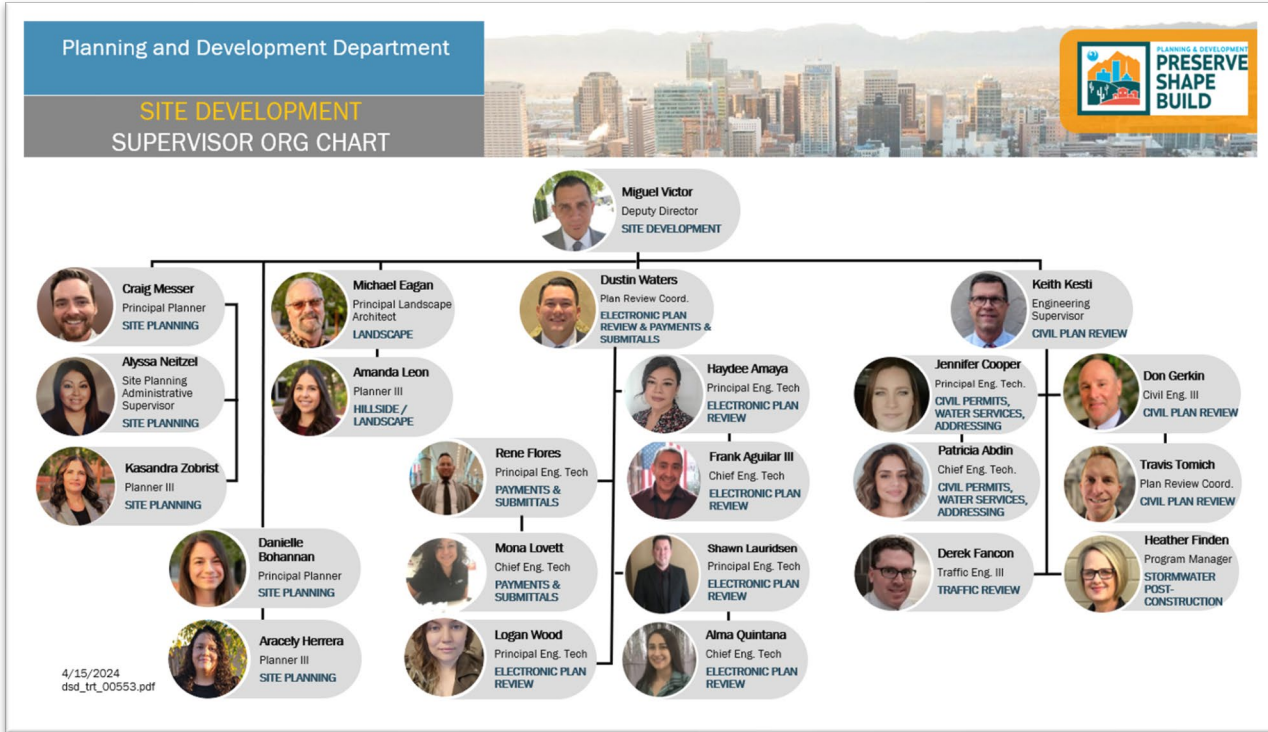 Planning and Development Department
SITE DEVELOPMENT
SUPERVISOR ORG CHART
PLANNING & DEVELOPMENT
PRESERVE
SHAPE
BUILD
Miguel Victor
Deputy Director
SITE DEVELOPMENT
Craig Messer
Principal Planner
SITE PLANNING
Alyssa Neitzel
Site Planning
Administrative
Supervisor
SITE PLANNING
Kasandra Zobrist
Planner III
SITE PLANNING
Danielle
Bohannan
Principal Planner
SITE PLANNING
Aracely Herrera
Planner III
SITE PLANNING
Michael Eagan
Principal Landscape
Architect
LANDSCAPE
Amanda Leon
Planner III
HILLSIDE /
LANDSCAPE
Dustin Waters
Plan Review Coord.
ELECTRONIC PLAN
REVIEW & PAYMENTS &
SUBMITALLS
Rene Flores
Principal Eng. Tech
PAYMENTS &
SUBMITTALS
Mona Lovett
Chief Eng. Tech
PAYMENTS &
SUBMITTALS
Logan Wood
Principal Eng. Tech
ELECTRONIC PLAN
REVIEW
Haydee Amaya
Principal Eng. Tech
ELECTRONIC PLAN
REVIEW
Frank Aguilar III
Chief Eng. Tech
ELECTRONIC PLAN
REVIEW
Shawn Lauridsen
Principal Eng. Tech
ELECTRONIC PLAN
REVIEW
Alma Quintana
Chief Eng. Tech
ELECTRONIC PLAN
REVIEW
Keith Kesti
Engineering
Supervisor
CIVIL PLAN REVIEW
Jennifer Cooper
Principal Eng. Tech.
CIVIL PERMITS,
WATER SERVICES,
ADDRESSING
Patricia Abdin
Chief Eng. Tech.
CIVIL PERMITS,
WATER SERVICES,
ADDRESSING
Derek Fancon
Traffic Eng. III
TRAFFIC REVIEW
Don Gerkin
Civil Eng. III
CIVIL PLAN REVIEW
Travis Tomich
Plan Review Coord.
CIVIL PLAN REVIEW
Heather Finden
Program Manager
STORMWATER
POST-
CONSTRUCTION
4/15/2024
dsd_trt_00553.pdf